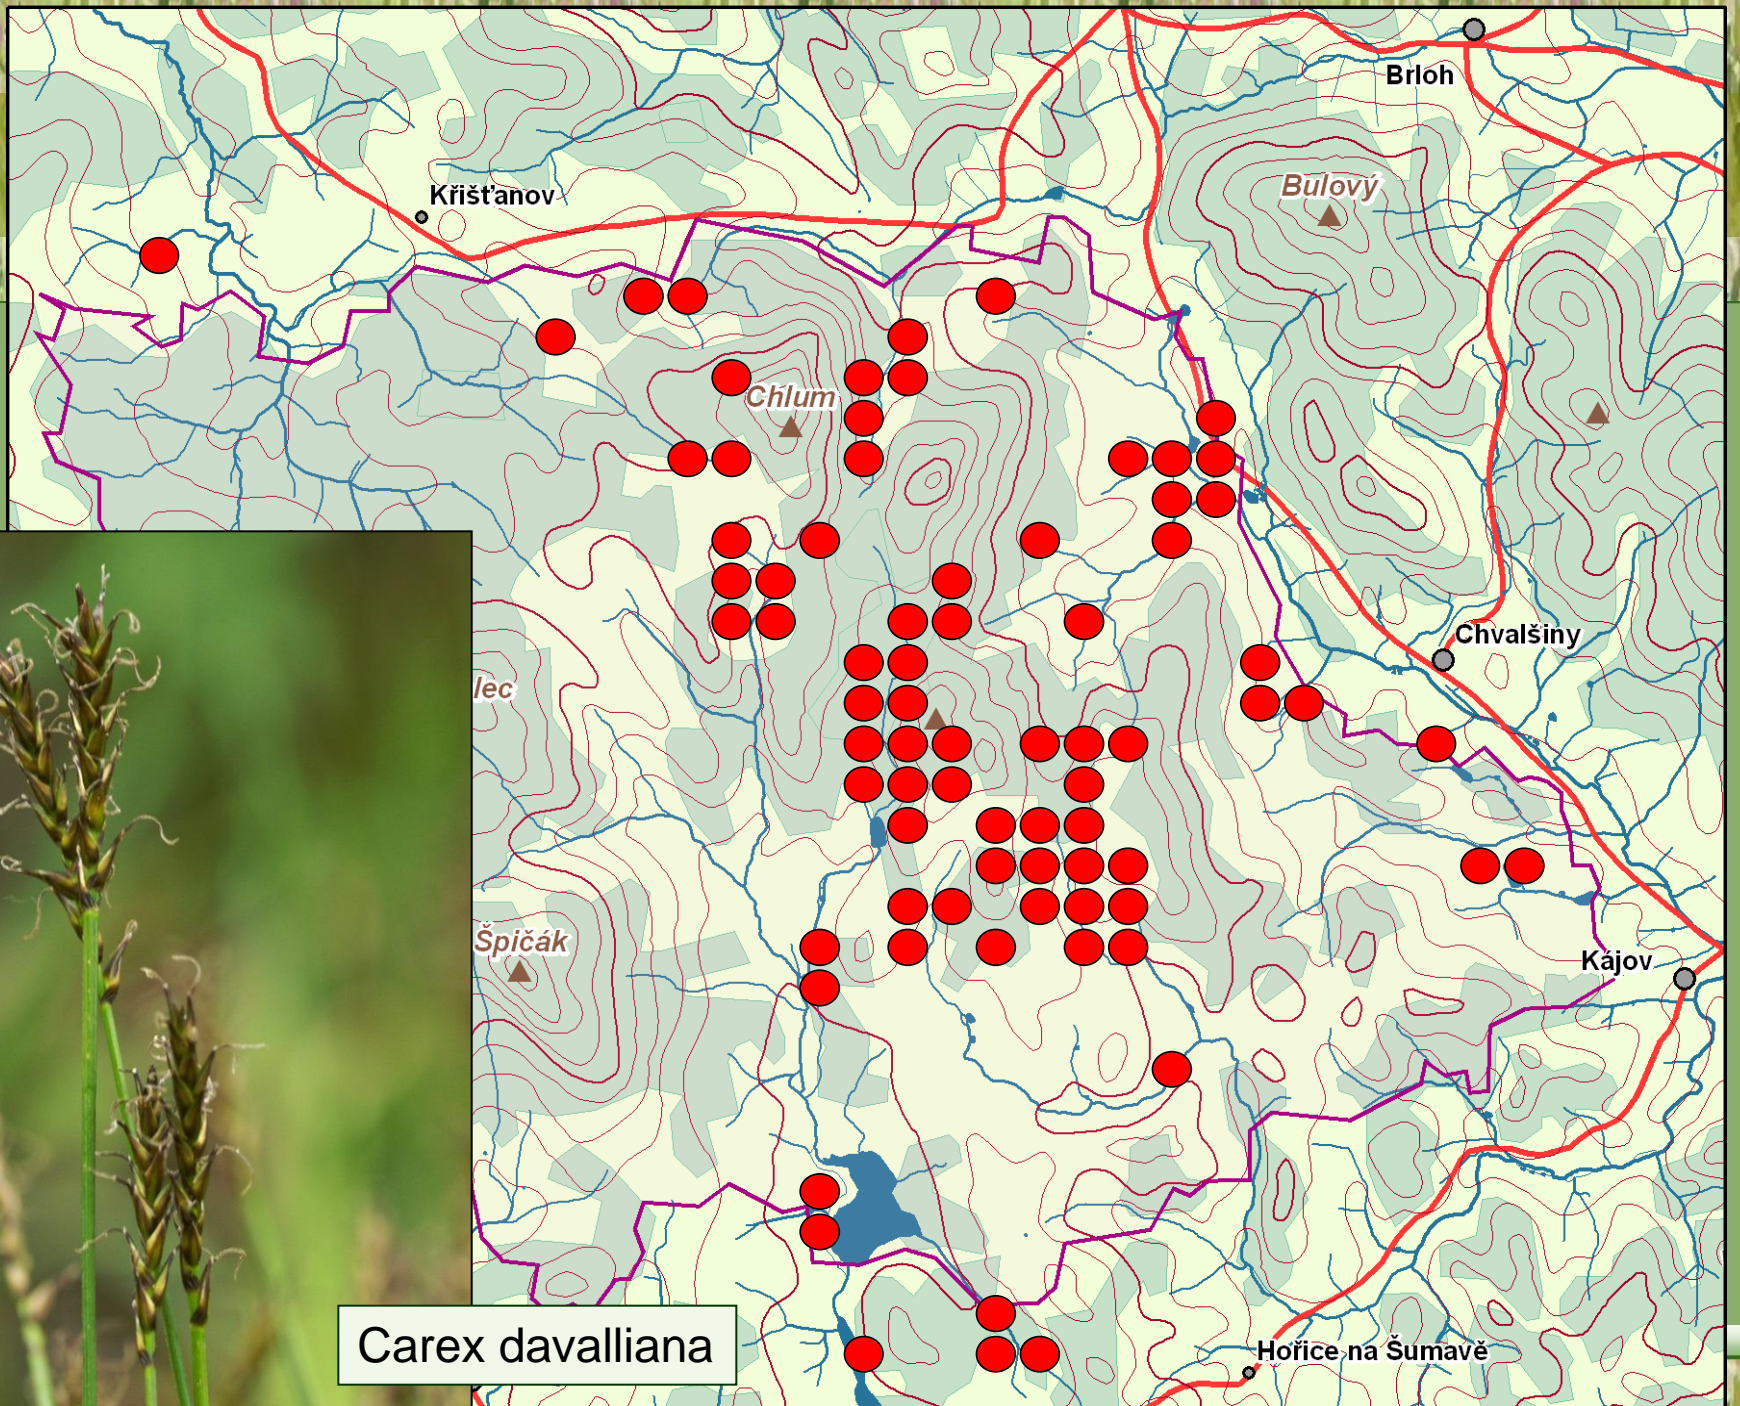 Brloh
Bulový
Křišťanov
Chlum
Chvalšiny
lec
Špičák
Kájov
Hořice na Šumavě
Carex davalliana